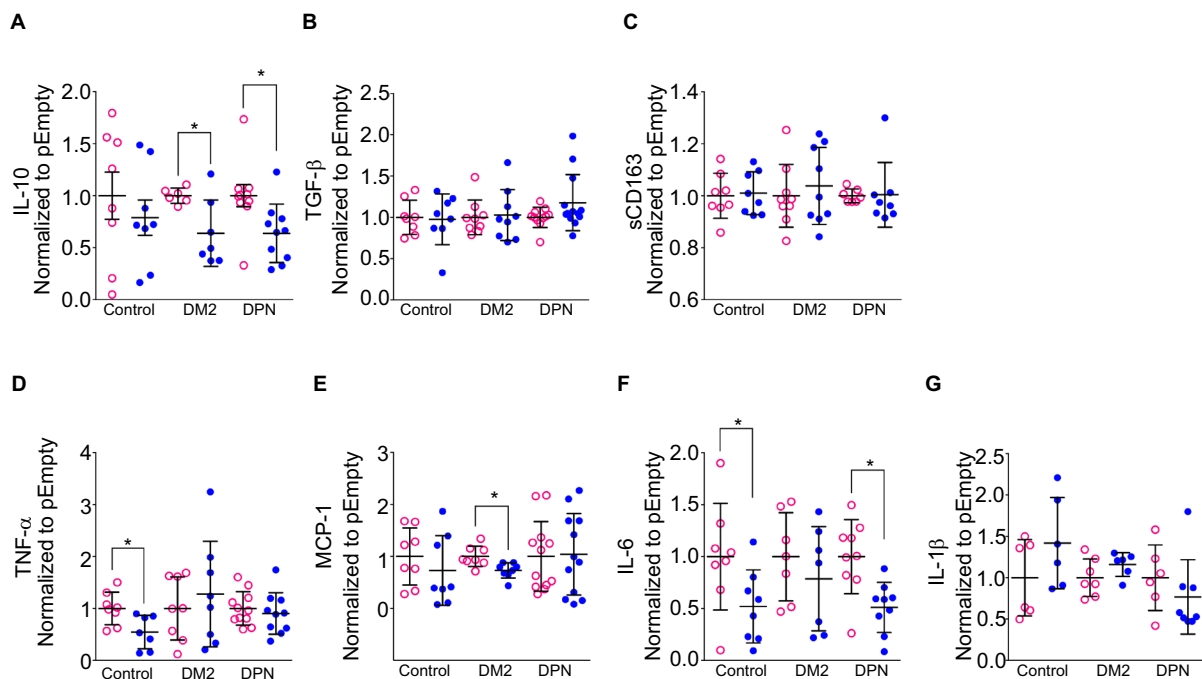 A
B
C
IL-10
Normalized to pEmpty
2.0
1.5
1.0
0.5
0.0
*
*
Control
DM2
DPN
TGF-β
Normalized to pEmpty
2.5
2.0
1.5
1.0
0.5
0.0
Control
DM2
DPN
sCD163
Normalized to pEmpty
1.4
1.2
1.0
0.8
0.6
Control
DM2
DPN
D
E
F
G
TNF-α
Normalized to pEmpty
4
3
2
1
0
*
Control
DM2
DPN
MCP-1
Normalized to pEmpty
3
2
1
0
*
Control
DM2
DPN
IL-6
Normalized to pEmpty
2.0
1.5
1.0
0.5
0.0
*
*
Control
DM2
DPN
IL-1β
Normalized to pEmpty
2.5
2.0
1.5
1.0
0.5
0.0
Control
DM2
DPN